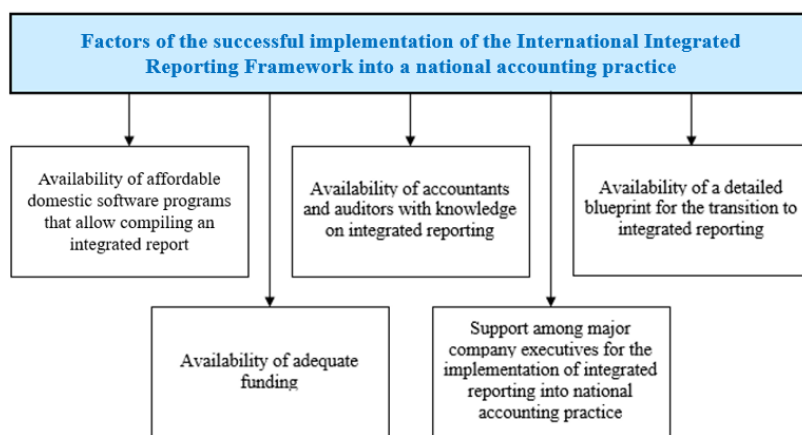 Factors of the successful implementation of the International Integrated
Reporting Framework into a national accounting practice
Availability of affordable
domestic software programs
that allow compiling an
integrated report
Availability of accountants
and auditors with knowledge
on integrated reporting
Availability of a detailed
blueprint for the transition to
integrated reporting
Availability of adequate
funding
Support among major
company executives for the
implementation of integrated
reporting into national
accounting practice